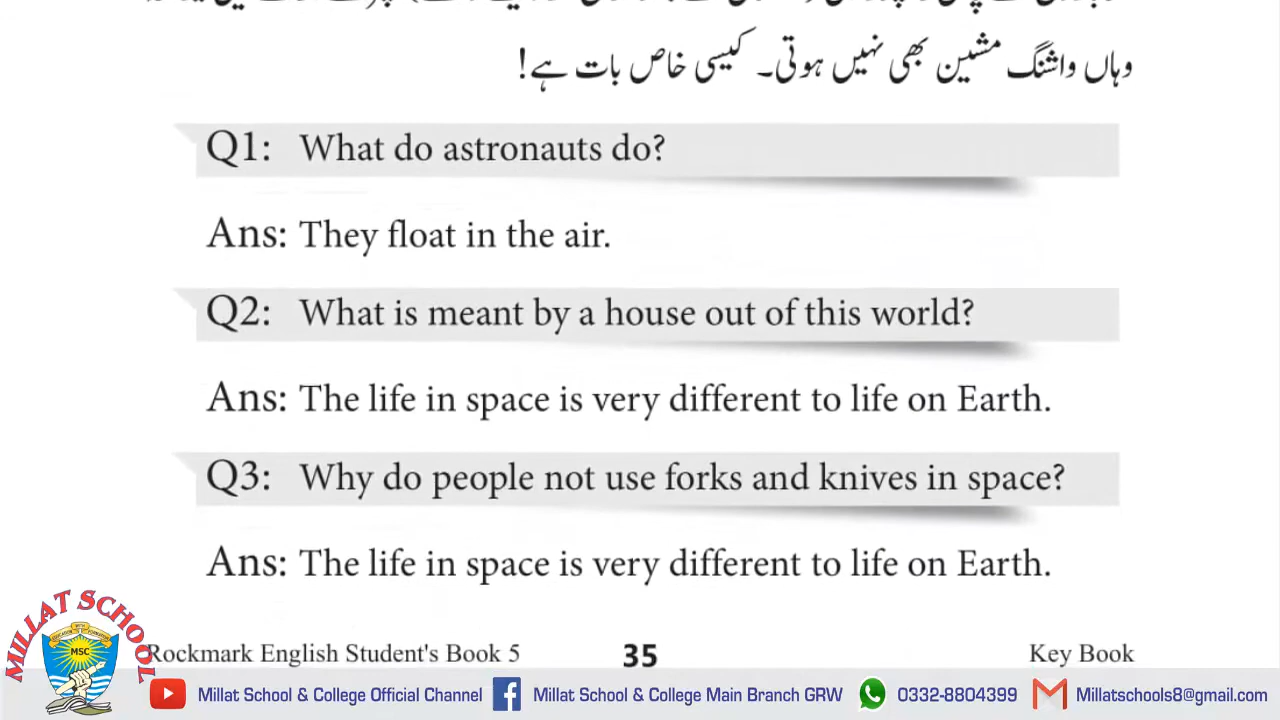 وہاں واشنگ مشین بھی نہیں ہوتی۔ کیسی خاص بات ہے!
Q1: What do astronauts do?
Ans: They float in the air.
Q2: What is meant by a house out of this world?
Ans: The life in space is very different to life on Earth.
Q3: Why do people not use forks and knives in space?
Ans: The life in space is very different to life on Earth.
Rockmark English Student's Book 5 35 Key Book
MILLAT SCHOOL
MSC
Millat School & College Official Channel Millat School & College Main Branch GRW 0332-8804399 Millatschools8@gmail.com